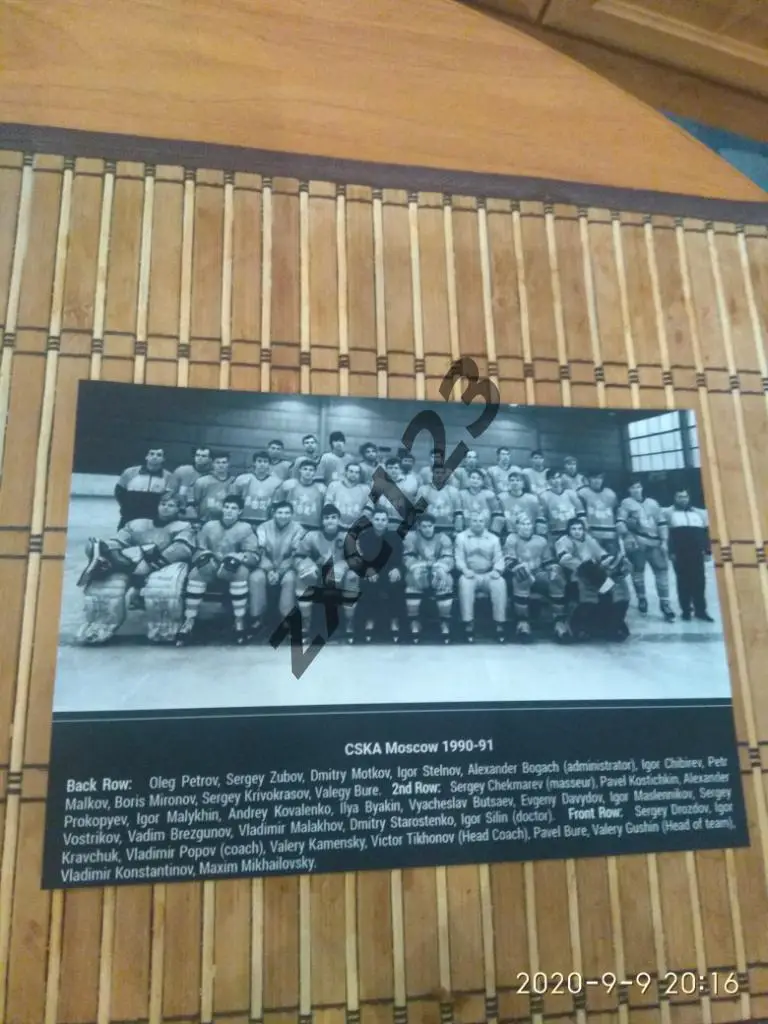 zxc123
CSKA Moscow 1990-91
Back Row: Oleg Petrov, Sergey Zubov, Dmitry Motkov, Igor Stelnov, Alexander Bogach (administrator), Igor Chibirev, Petr
Malkov, Boris Mironov, Sergey Krivokrasov, Valegy Bure. 2nd Row: Sergey Chekmarev (masseur), Pavel Kostichkin, Alexander
Prokopyev, Igor Malykhin, Andrey Kovalenko, Ilya Byakin, Vyacheslav Butsaev, Evgeny Davydov, Igor Maslennikov, Sergey
Vostrikov, Vadim Brezgunov, Vladimir Malakhov, Dmitry Starostenko, Igor Silin (doctor). Front Row: Sergey Drozdov, Igor
Kravchuk, Vladimir Popov (coach), Valery Kamensky, Victor Tikhonov (Head Coach), Pavel Bure, Valery Gushin (Head of team),
Vladimir Konstantinov, Maxim Mikhailovsky.
2020-9-9 20:16